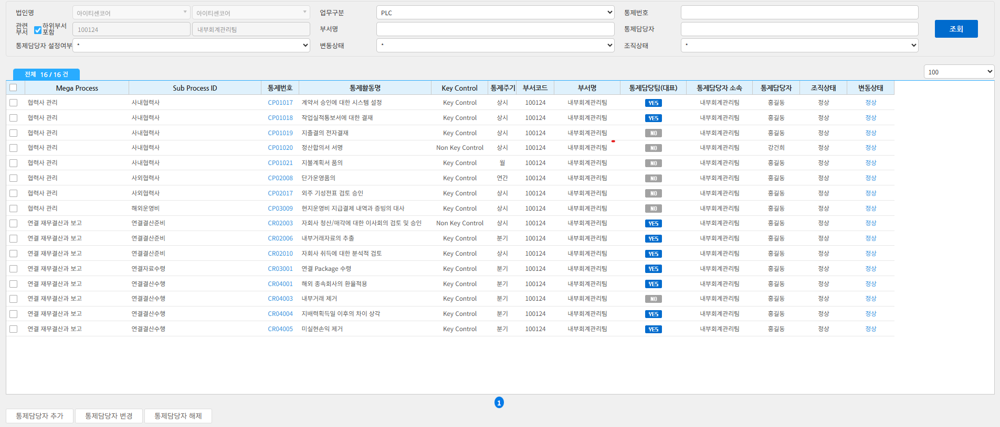 법인명 아이티센코어 아이티센코어 업무구분 PLC 통제번호
관련부서 하위부서포함 100124 내부회계관리팀 부서명 통제담당자 조회
통제담당자 설정여부 * 변동상태 * 조직상태 *
전체 16 / 16 건 100
Mega Process Sub Process ID 통제번호 통제활동명 Key Control 통제주기 부서코드 부서명 통제담당팀(대표) 통제담당자 소속 통제담당자 조직상태 변동상태
협력사 관리 사내협력사 CP01017 계약서 승인에 대한 시스템 설정 Key Control 상시 100124 내부회계관리팀 YES 내부회계관리팀 홍길동 정상 정상
협력사 관리 사내협력사 CP01018 작업실적통보서에 대한 결재 Key Control 상시 100124 내부회계관리팀 YES 내부회계관리팀 홍길동 정상 정상
협력사 관리 사내협력사 CP01019 지출결의 전자결재 Key Control 상시 100124 내부회계관리팀 NO 내부회계관리팀 홍길동 정상 정상
협력사 관리 사내협력사 CP01020 정산합의서 서명 Non Key Control 상시 100124 내부회계관리팀 NO 내부회계관리팀 강건희 정상 정상
협력사 관리 사내협력사 CP01021 지불계획서 품의 Key Control 월 100124 내부회계관리팀 NO 내부회계관리팀 홍길동 정상 정상
협력사 관리 사외협력사 CP02008 단가운영품의 Key Control 연간 100124 내부회계관리팀 NO 내부회계관리팀 홍길동 정상 정상
협력사 관리 사외협력사 CP02017 외주 기성전표 검토 승인 Key Control 상시 100124 내부회계관리팀 NO 내부회계관리팀 홍길동 정상 정상
협력사 관리 해외운영비 CP03009 현지운영비 지급결제 내역과 증빙의 대사 Key Control 상시 100124 내부회계관리팀 NO 내부회계관리팀 홍길동 정상 정상
연결 재무결산과 보고 연결결산준비 CR02003 자회사 청산/매각에 대한 이사회의 검토 및 승인 Non Key Control 상시 100124 내부회계관리팀 YES 내부회계관리팀 홍길동 정상 정상
연결 재무결산과 보고 연결결산준비 CR02006 내부거래자료의 추출 Key Control 분기 100124 내부회계관리팀 YES 내부회계관리팀 홍길동 정상 정상
연결 재무결산과 보고 연결결산준비 CR02010 자회사 취득에 대한 분석적 검토 Key Control 상시 100124 내부회계관리팀 YES 내부회계관리팀 홍길동 정상 정상
연결 재무결산과 보고 연결자료수령 CR03001 연결 Package 수령 Key Control 분기 100124 내부회계관리팀 YES 내부회계관리팀 홍길동 정상 정상
연결 재무결산과 보고 연결결산수행 CR04001 해외 종속회사의 환율적용 Key Control 분기 100124 내부회계관리팀 YES 내부회계관리팀 홍길동 정상 정상
연결 재무결산과 보고 연결결산수행 CR04003 내부거래 제거 Key Control 분기 100124 내부회계관리팀 NO 내부회계관리팀 홍길동 정상 정상
연결 재무결산과 보고 연결결산수행 CR04004 지배력획득일 이후의 차이 상각 Key Control 분기 100124 내부회계관리팀 YES 내부회계관리팀 홍길동 정상 정상
연결 재무결산과 보고 연결결산수행 CR04005 미실현손익 제거 Key Control 분기 100124 내부회계관리팀 YES 내부회계관리팀 홍길동 정상 정상
1
통제담당자 추가 통제담당자 변경 통제담당자 해제